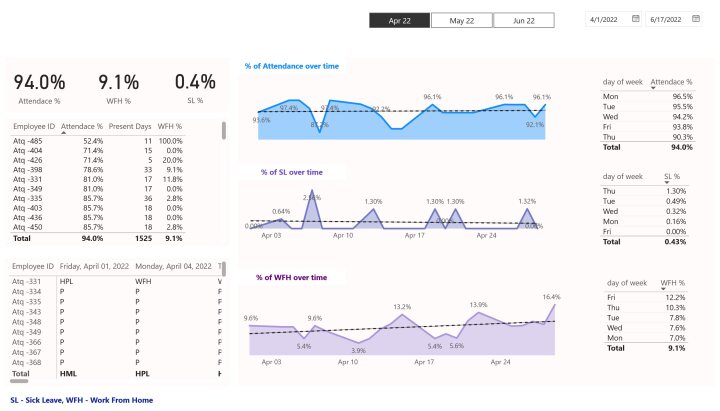 Apr 22 May 22 Jun 22 4/1/2022 6/17/2022
94.0% 9.1% 0.4%
Attendace % WFH % SL %
Employee ID Attendace % Present Days WFH %
Atq -485 52.4% 11 100.0%
Atq -404 71.4% 15 0.0%
Atq -426 71.4% 5 20.0%
Atq -398 78.6% 33 9.1%
Atq -331 81.0% 17 11.8%
Atq -349 81.0% 17 0.0%
Atq -335 85.7% 36 2.8%
Atq -403 85.7% 18 0.0%
Atq -436 85.7% 18 0.0%
Atq -450 85.7% 18 2.8%
Total 94.0% 1525 9.1%
Employee ID Friday, April 01, 2022 Monday, April 04, 2022
Atq -331 HPL WFH
Atq -334 P P P
Atq -335 P P P
Atq -343 P P P
Atq -348 P P P
Atq -349 P P P
Atq -366 P P P
Atq -367 P P P
Atq -368 P P P
Total HML HPL
% of Attendance over time
93.6% 97.4% 97.4% 92.2% 96.1% 96.1% 92.1% 96.1%
% of SL over time
0.00% 0.64% 1.30% 1.30% 1.30% 1.32%
Apr 03 Apr 10 Apr 17 Apr 24
% of WFH over time
9.6% 5.4% 9.6% 3.9% 13.2% 5.4% 5.6% 13.9% 16.4%
Apr 03 Apr 10 Apr 17 Apr 24
day of week Attendace %
Mon 96.5%
Tue 95.5%
Wed 94.2%
Fri 93.8%
Thu 90.3%
Total 94.0%
day of week SL %
Thu 1.30%
Tue 0.49%
Wed 0.32%
Mon 0.16%
Fri 0.00%
Total 0.43%
day of week WFH %
Fri 12.2%
Thu 10.3%
Tue 7.8%
Wed 7.6%
Mon 7.0%
Total 9.1%
SL - Sick Leave, WFH - Work From Home